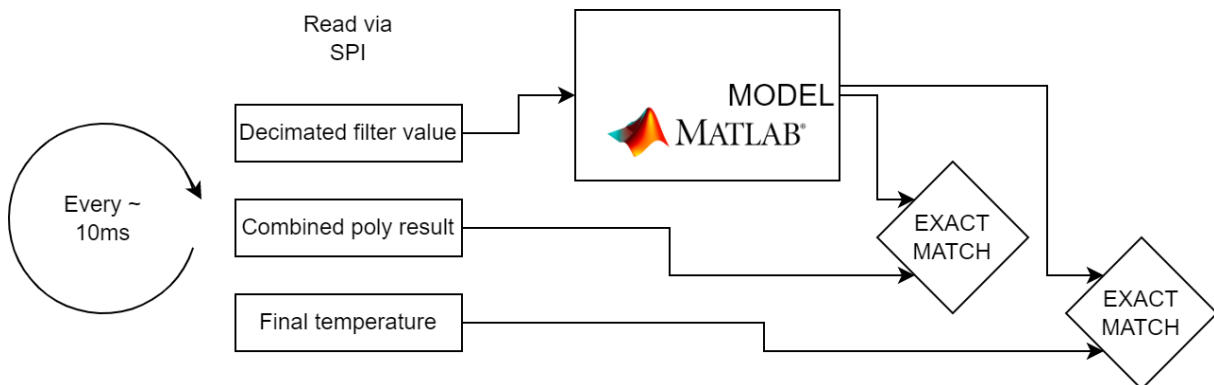 Read via
SPI
Decimated filter value
MODEL
MATLAB®
Every ~
10ms
Combined poly result
EXACT
MATCH
Final temperature
EXACT
MATCH